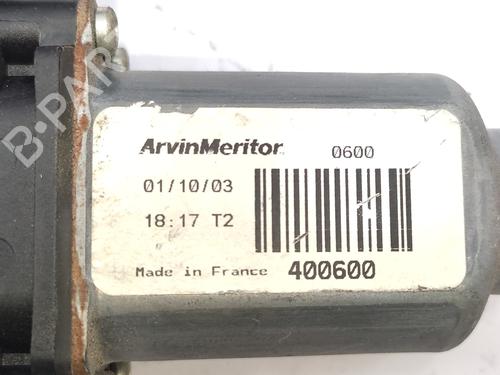 ArvinMeritor 0600
01/10/03
18:17 T2
Made in France 400600
B-PAR